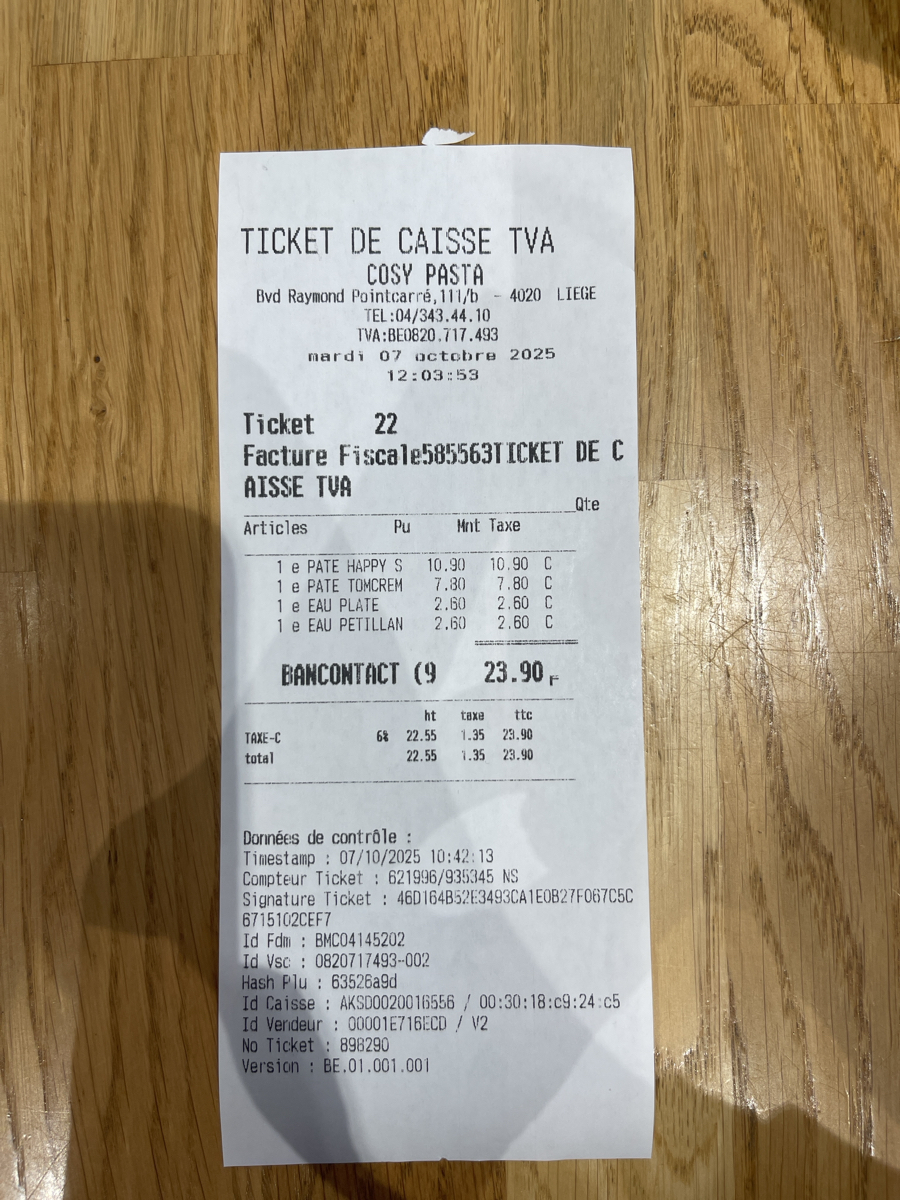 TICKET DE CAISSE TVA
COSY PASTA
Bvd Raymond Pointcarré,111/b - 4020 LIEGE
TEL:04/343.44.10
TVA:BE0820.717.493
mardi 07 octobre 2025
12:03:53
Ticket 22
Facture Fiscale585563TICKET DE C
AISSE TVA
Qte
Articles Pu Mnt Taxe
1 e PATE HAPPY S 10.90 10.90 C
1 e PATE TOMCREM 7.80 7.80 C
1 e EAU PLATE 2.60 2.60 C
1 e EAU PETILLAN 2.60 2.60 C
BANCONTACT (9 23.90 F
ht taxe ttc
TAXE-C 6% 22.55 1.35 23.90
total 22.55 1.35 23.90
Données de contrôle :
Timestamp : 07/10/2025 10:42:13
Compteur Ticket : 621996/935345 NS
Signature Ticket : 46D164B52E3493CA1E0B27F067C5C
6715102CEF7
Id Fdm : BMC04145202
Id Vsc : 0820717493-002
Hash Plu : 63526a9d
Id Caisse : AKSD0020016556 / 00:30:18:c9:24:c5
Id Vendeur : 00001E716ECD / V2
No Ticket : 898290
Version : BE.01.001.001